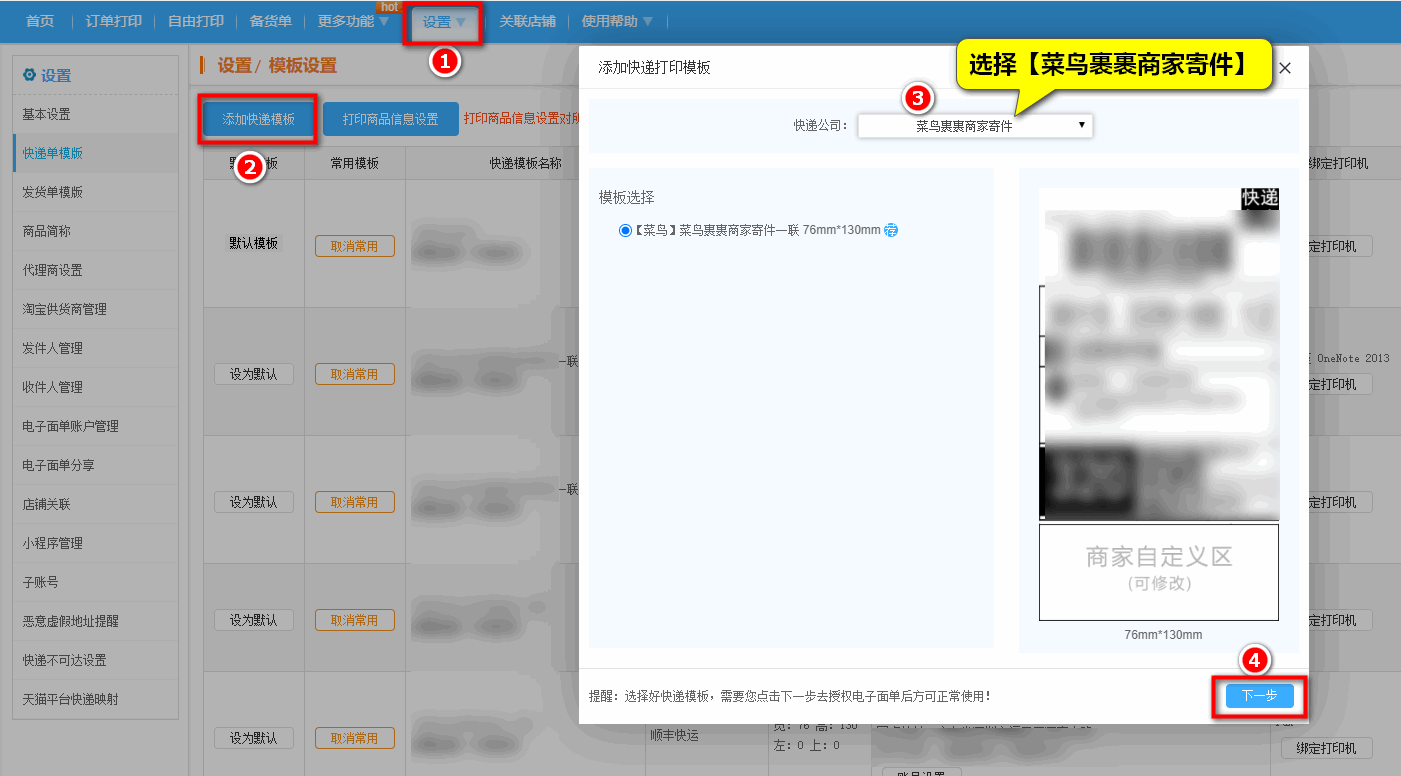 首页 订单打印 自由打印 备货单 更多功能 hot 设置 关联店铺 使用帮助
1
设置
基本设置
快递单模版
发货单模版
商品简称
代理商设置
淘宝供货商管理
发件人管理
收件人管理
电子面单账户管理
电子面单分享
店铺关联
小程序管理
子账号
恶意虚假地址提醒
快递不可达设置
天猫平台快递映射
设置 / 模板设置
添加快递模板 打印商品信息设置 打印商品信息设置对
2
板 常用模板 快递模板名称 绑定打印机
默认模板 取消常用 定打印机
设为默认 取消常用 一联 OneNote 2013
定打印机
设为默认 取消常用 一联 定打印机
设为默认 取消常用 定打印机
设为默认 取消常用 顺丰快运 宽: 76 高: 130
左: 0 上: 0
绑定打印机
添加快递打印模板
选择【菜鸟裹裹商家寄件】
3
快递公司: 菜鸟裹裹商家寄件
模板选择
【菜鸟】菜鸟裹裹商家寄件一联 76mm*130mm 荐
快递
商家自定义区
(可修改)
76mm*130mm
4
提醒: 选择好快递模板，需要您点击下一步去授权电子面单后方可正常使用!
下一步